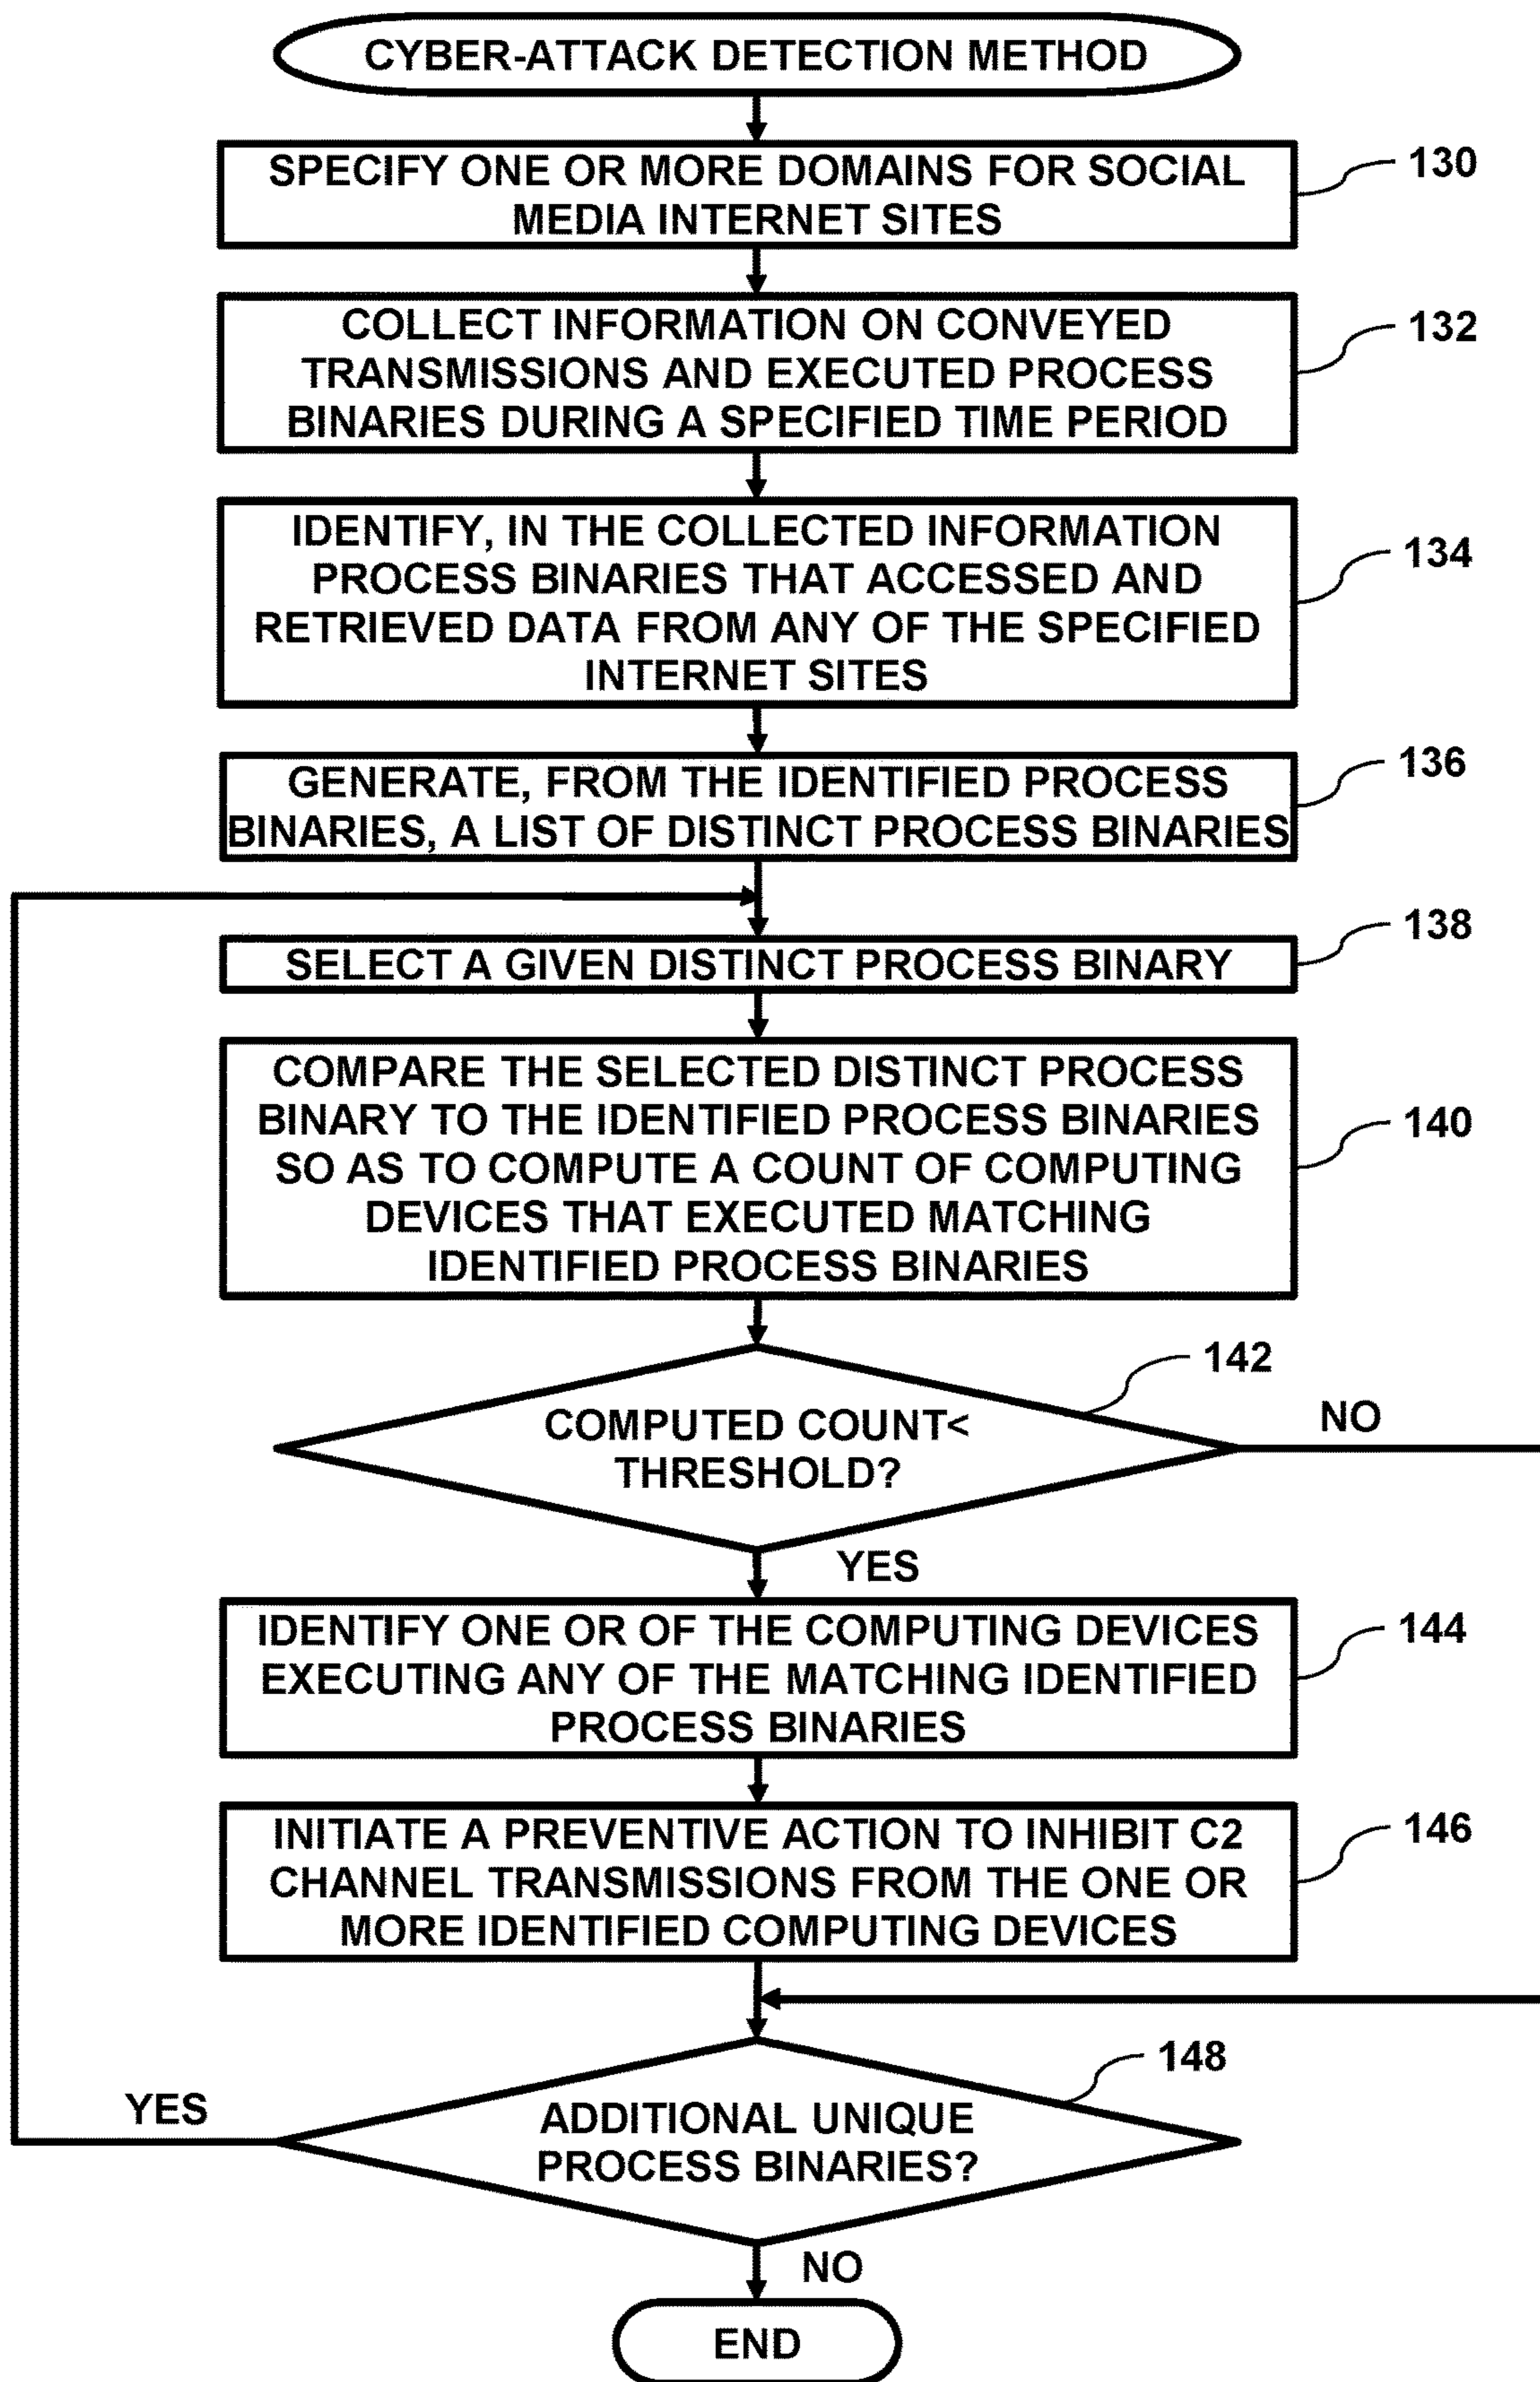 CYBER-ATTACK DETECTION METHOD
SPECIFY ONE OR MORE DOMAINS FOR SOCIAL
MEDIA INTERNET SITES
130
COLLECT INFORMATION ON CONVEYED
TRANSMISSIONS AND EXECUTED PROCESS
BINARIES DURING A SPECIFIED TIME PERIOD
132
IDENTIFY, IN THE COLLECTED INFORMATION
PROCESS BINARIES THAT ACCESSED AND
RETRIEVED DATA FROM ANY OF THE SPECIFIED
INTERNET SITES
134
GENERATE, FROM THE IDENTIFIED PROCESS
BINARIES, A LIST OF DISTINCT PROCESS BINARIES
136
SELECT A GIVEN DISTINCT PROCESS BINARY
138
COMPARE THE SELECTED DISTINCT PROCESS
BINARY TO THE IDENTIFIED PROCESS BINARIES
SO AS TO COMPUTE A COUNT OF COMPUTING
DEVICES THAT EXECUTED MATCHING
IDENTIFIED PROCESS BINARIES
140
COMPUTED COUNT<
THRESHOLD?
142
NO
YES
IDENTIFY ONE OR OF THE COMPUTING DEVICES
EXECUTING ANY OF THE MATCHING IDENTIFIED
PROCESS BINARIES
144
INITIATE A PREVENTIVE ACTION TO INHIBIT C2
CHANNEL TRANSMISSIONS FROM THE ONE OR
MORE IDENTIFIED COMPUTING DEVICES
146
ADDITIONAL UNIQUE
PROCESS BINARIES?
148
YES
NO
END